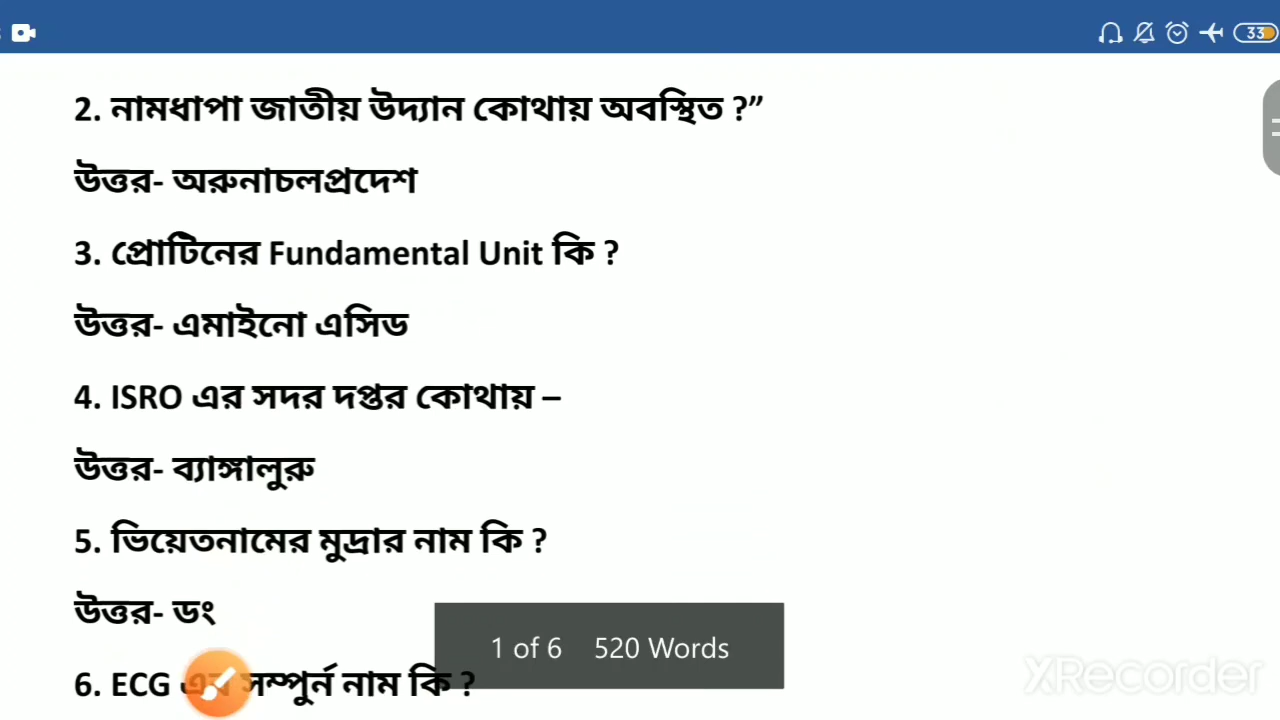 33
2. নামধাপা জাতীয় উদ্যান কোথায় অবস্থিত ?”
উত্তর- অরুনাচলপ্রদেশ
3. প্রোটিনের Fundamental Unit কি ?
উত্তর- এমাইনো এসিড
4. ISRO এর সদর দপ্তর কোথায় –
উত্তর- ব্যাঙ্গালুরু
5. ভিয়েতনামের মুদ্রার নাম কি ?
উত্তর- ডং
1 of 6 520 Words
6. ECG এর সম্পুর্ন নাম কি ?
XRecorder